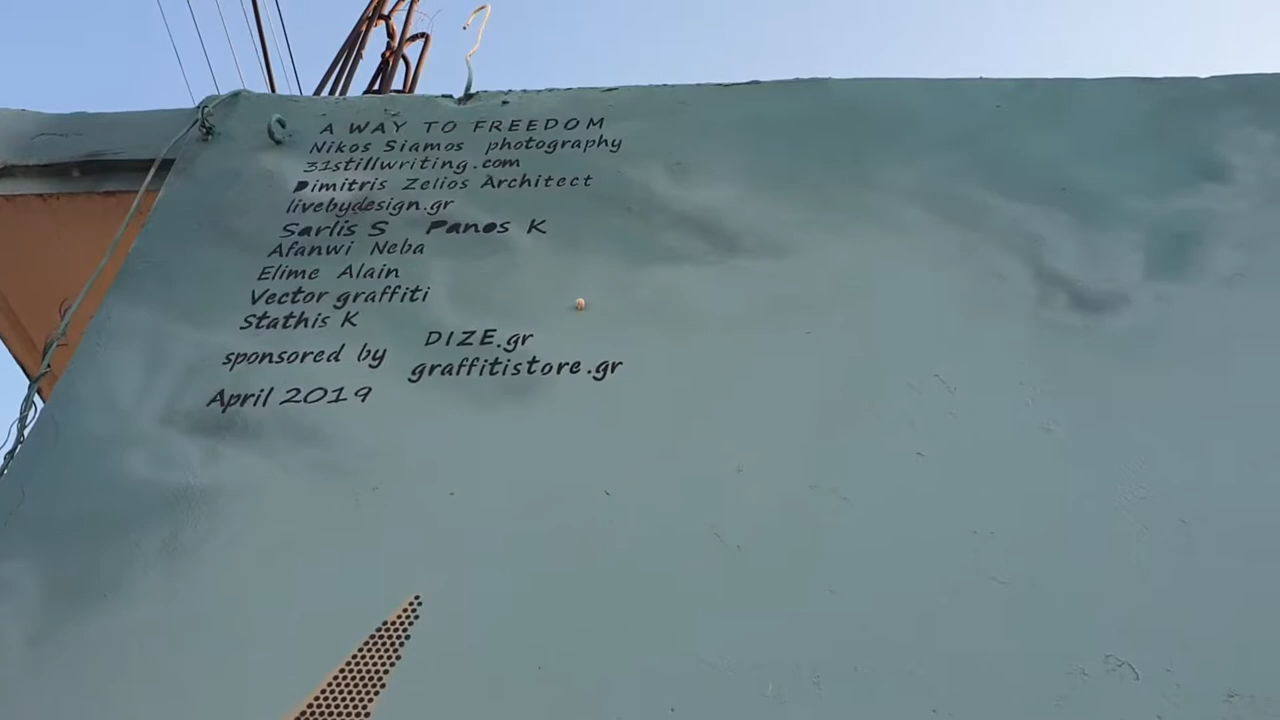 A WAY TO FREEDOM
Nikos Siamos photography
31stillwriting.com
Dimitris Zelios Architect
livebydesign.gr
Sarlis S Panos K
Afanwi Neba
Elime Alain
Vector graffiti
Stathis K
sponsored by DIZE.gr
graffitistore.gr
April 2019